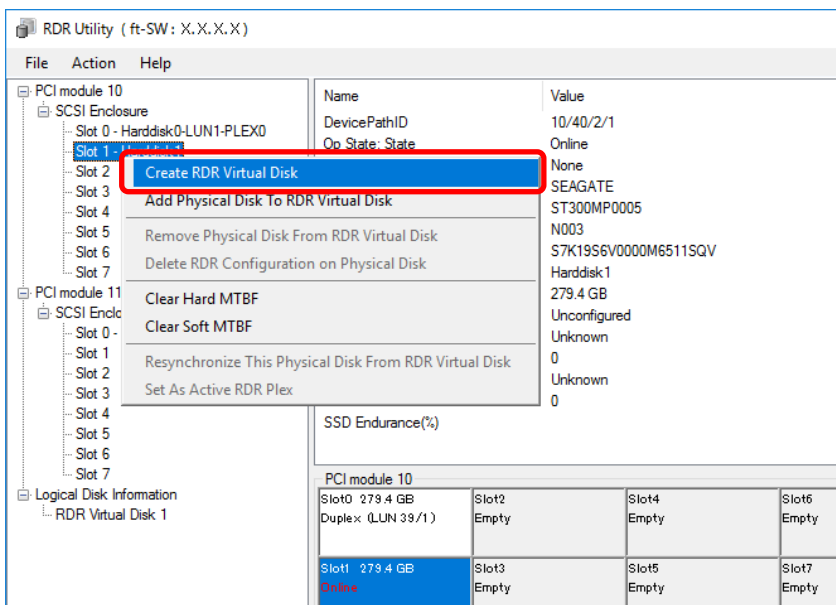 RDR Utility ( ft-SW : X.X.X.X )
File Action Help
PCI module 10
SCSI Enclosure
Slot 0 - Harddisk0-LUN1-PLEX0
Slot 1 -
Slot 2
Slot 3
Slot 4
Slot 5
Slot 6
Slot 7
PCI module 11
SCSI Enclo
Slot 0 -
Slot 1
Slot 2
Slot 3
Slot 4
Slot 5
Slot 6
Slot 7
Logical Disk Information
RDR Virtual Disk 1
Create RDR Virtual Disk
Add Physical Disk To RDR Virtual Disk
Remove Physical Disk From RDR Virtual Disk
Delete RDR Configuration on Physical Disk
Clear Hard MTBF
Clear Soft MTBF
Resynchronize This Physical Disk From RDR Virtual Disk
Set As Active RDR Plex
Name Value
DevicePathID 10/40/2/1
Op State: State Online
None
SEAGATE
ST300MP0005
N003
S7K19S6V0000M6511SQV
Harddisk1
279.4 GB
Unconfigured
Unknown
0
Unknown
0
SSD Endurance(%)
PCI module 10
Slot0 279.4 GB
Duplex (LUN 39/1)
Slot2
Empty
Slot4
Empty
Slot6
Empty
Slot1 279.4 GB
Online
Slot3
Empty
Slot5
Empty
Slot7
Empty